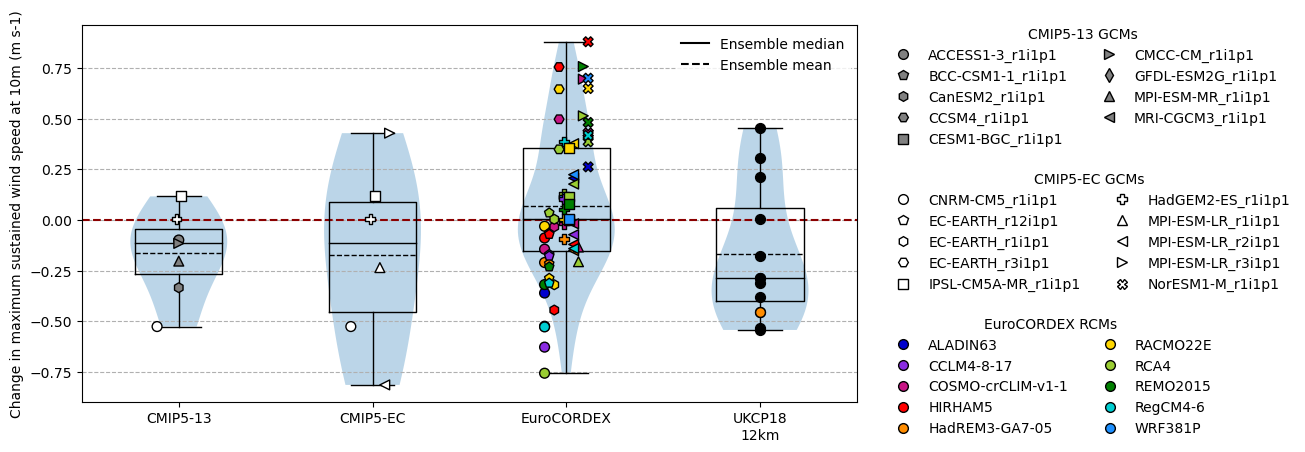 Change in maximum sustained wind speed at 10m (m s-1)
0.75
0.50
0.25
0.00
−0.25
−0.50
−0.75
CMIP5-13
CMIP5-EC
EuroCORDEX
UKCP18
12km
Ensemble median
Ensemble mean
CMIP5-13 GCMs
ACCESS1-3_r1i1p1
BCC-CSM1-1_r1i1p1
CanESM2_r1i1p1
CCSM4_r1i1p1
CESM1-BGC_r1i1p1
CMCC-CM_r1i1p1
GFDL-ESM2G_r1i1p1
MPI-ESM-MR_r1i1p1
MRI-CGCM3_r1i1p1
CMIP5-EC GCMs
CNRM-CM5_r1i1p1
EC-EARTH_r12i1p1
EC-EARTH_r1i1p1
EC-EARTH_r3i1p1
IPSL-CM5A-MR_r1i1p1
HadGEM2-ES_r1i1p1
MPI-ESM-LR_r1i1p1
MPI-ESM-LR_r2i1p1
MPI-ESM-LR_r3i1p1
NorESM1-M_r1i1p1
EuroCORDEX RCMs
ALADIN63
CCLM4-8-17
COSMO-crCLIM-v1-1
HIRHAM5
HadREM3-GA7-05
RACMO22E
RCA4
REMO2015
RegCM4-6
WRF381P